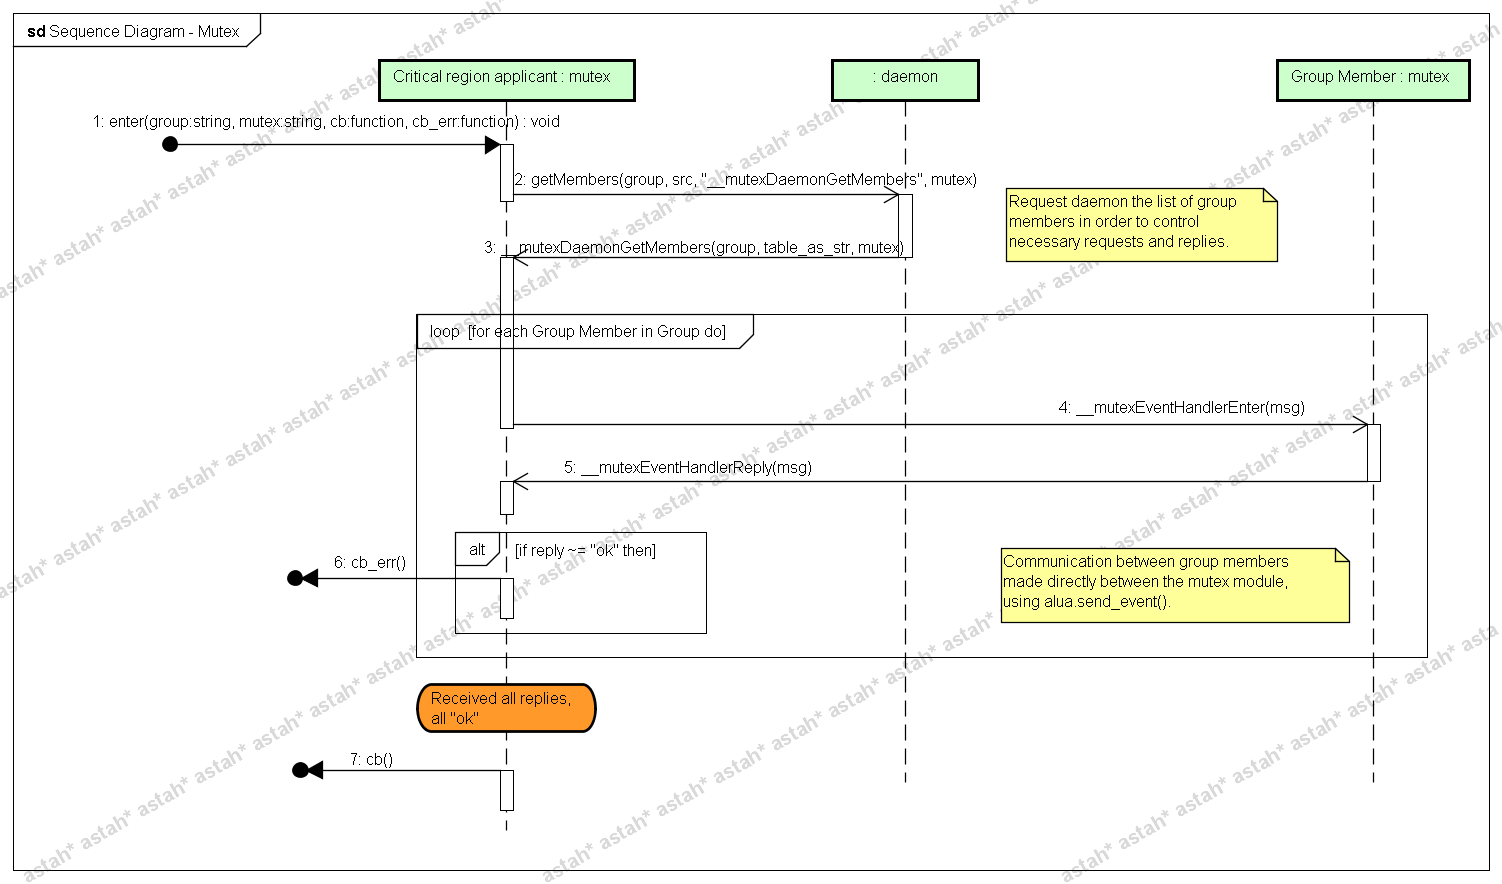 sd Sequence Diagram - Mutex
Critical region applicant : mutex
: daemon
Group Member : mutex
1: enter(group:string, mutex:string, cb:function, cb_err:function) : void
2: getMembers(group, src, "__mutexDaemonGetMembers", mutex)
Request daemon the list of group
members in order to control
necessary requests and replies.
3: __mutexDaemonGetMembers(group, table_as_str, mutex)
loop [for each Group Member in Group do]
4: __mutexEventHandlerEnter(msg)
5: __mutexEventHandlerReply(msg)
alt [if reply ~= "ok" then]
6: cb_err()
Communication between group members
made directly between the mutex module,
using alua.send_event().
Received all replies,
all "ok"
7: cb()